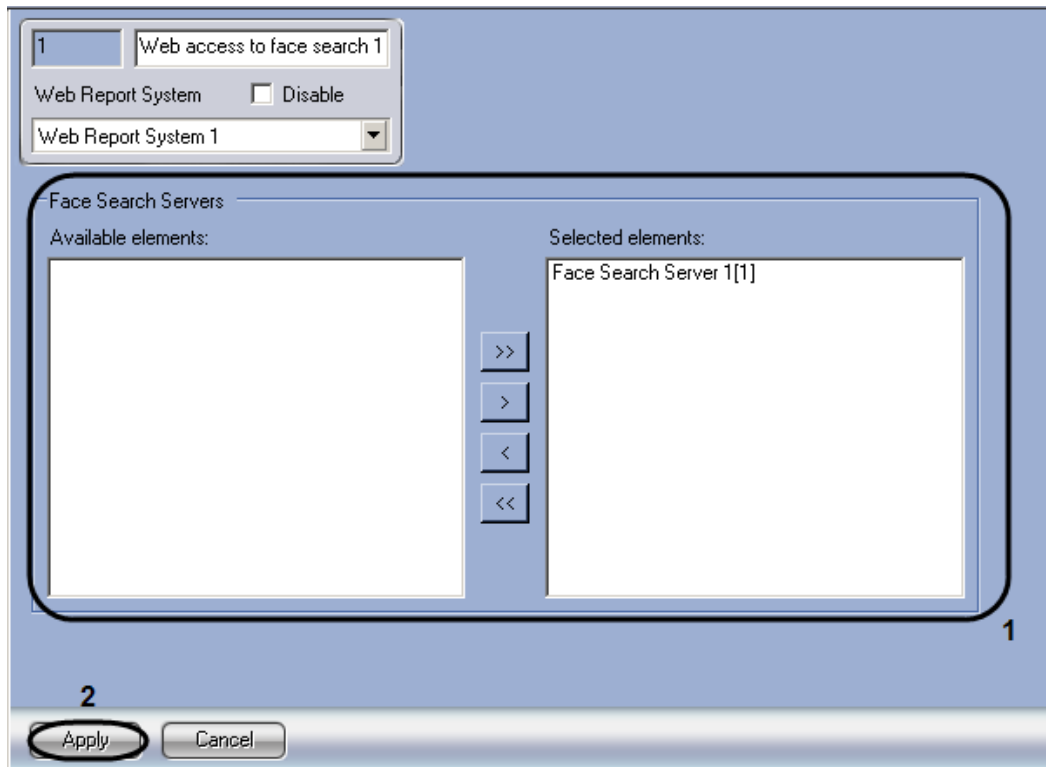 1 Web access to face search 1
Web Report System Disable
Web Report System 1
Face Search Servers
Available elements: Selected elements:
Face Search Server 1[1]
>>
>
<
<<
1
2
Apply Cancel